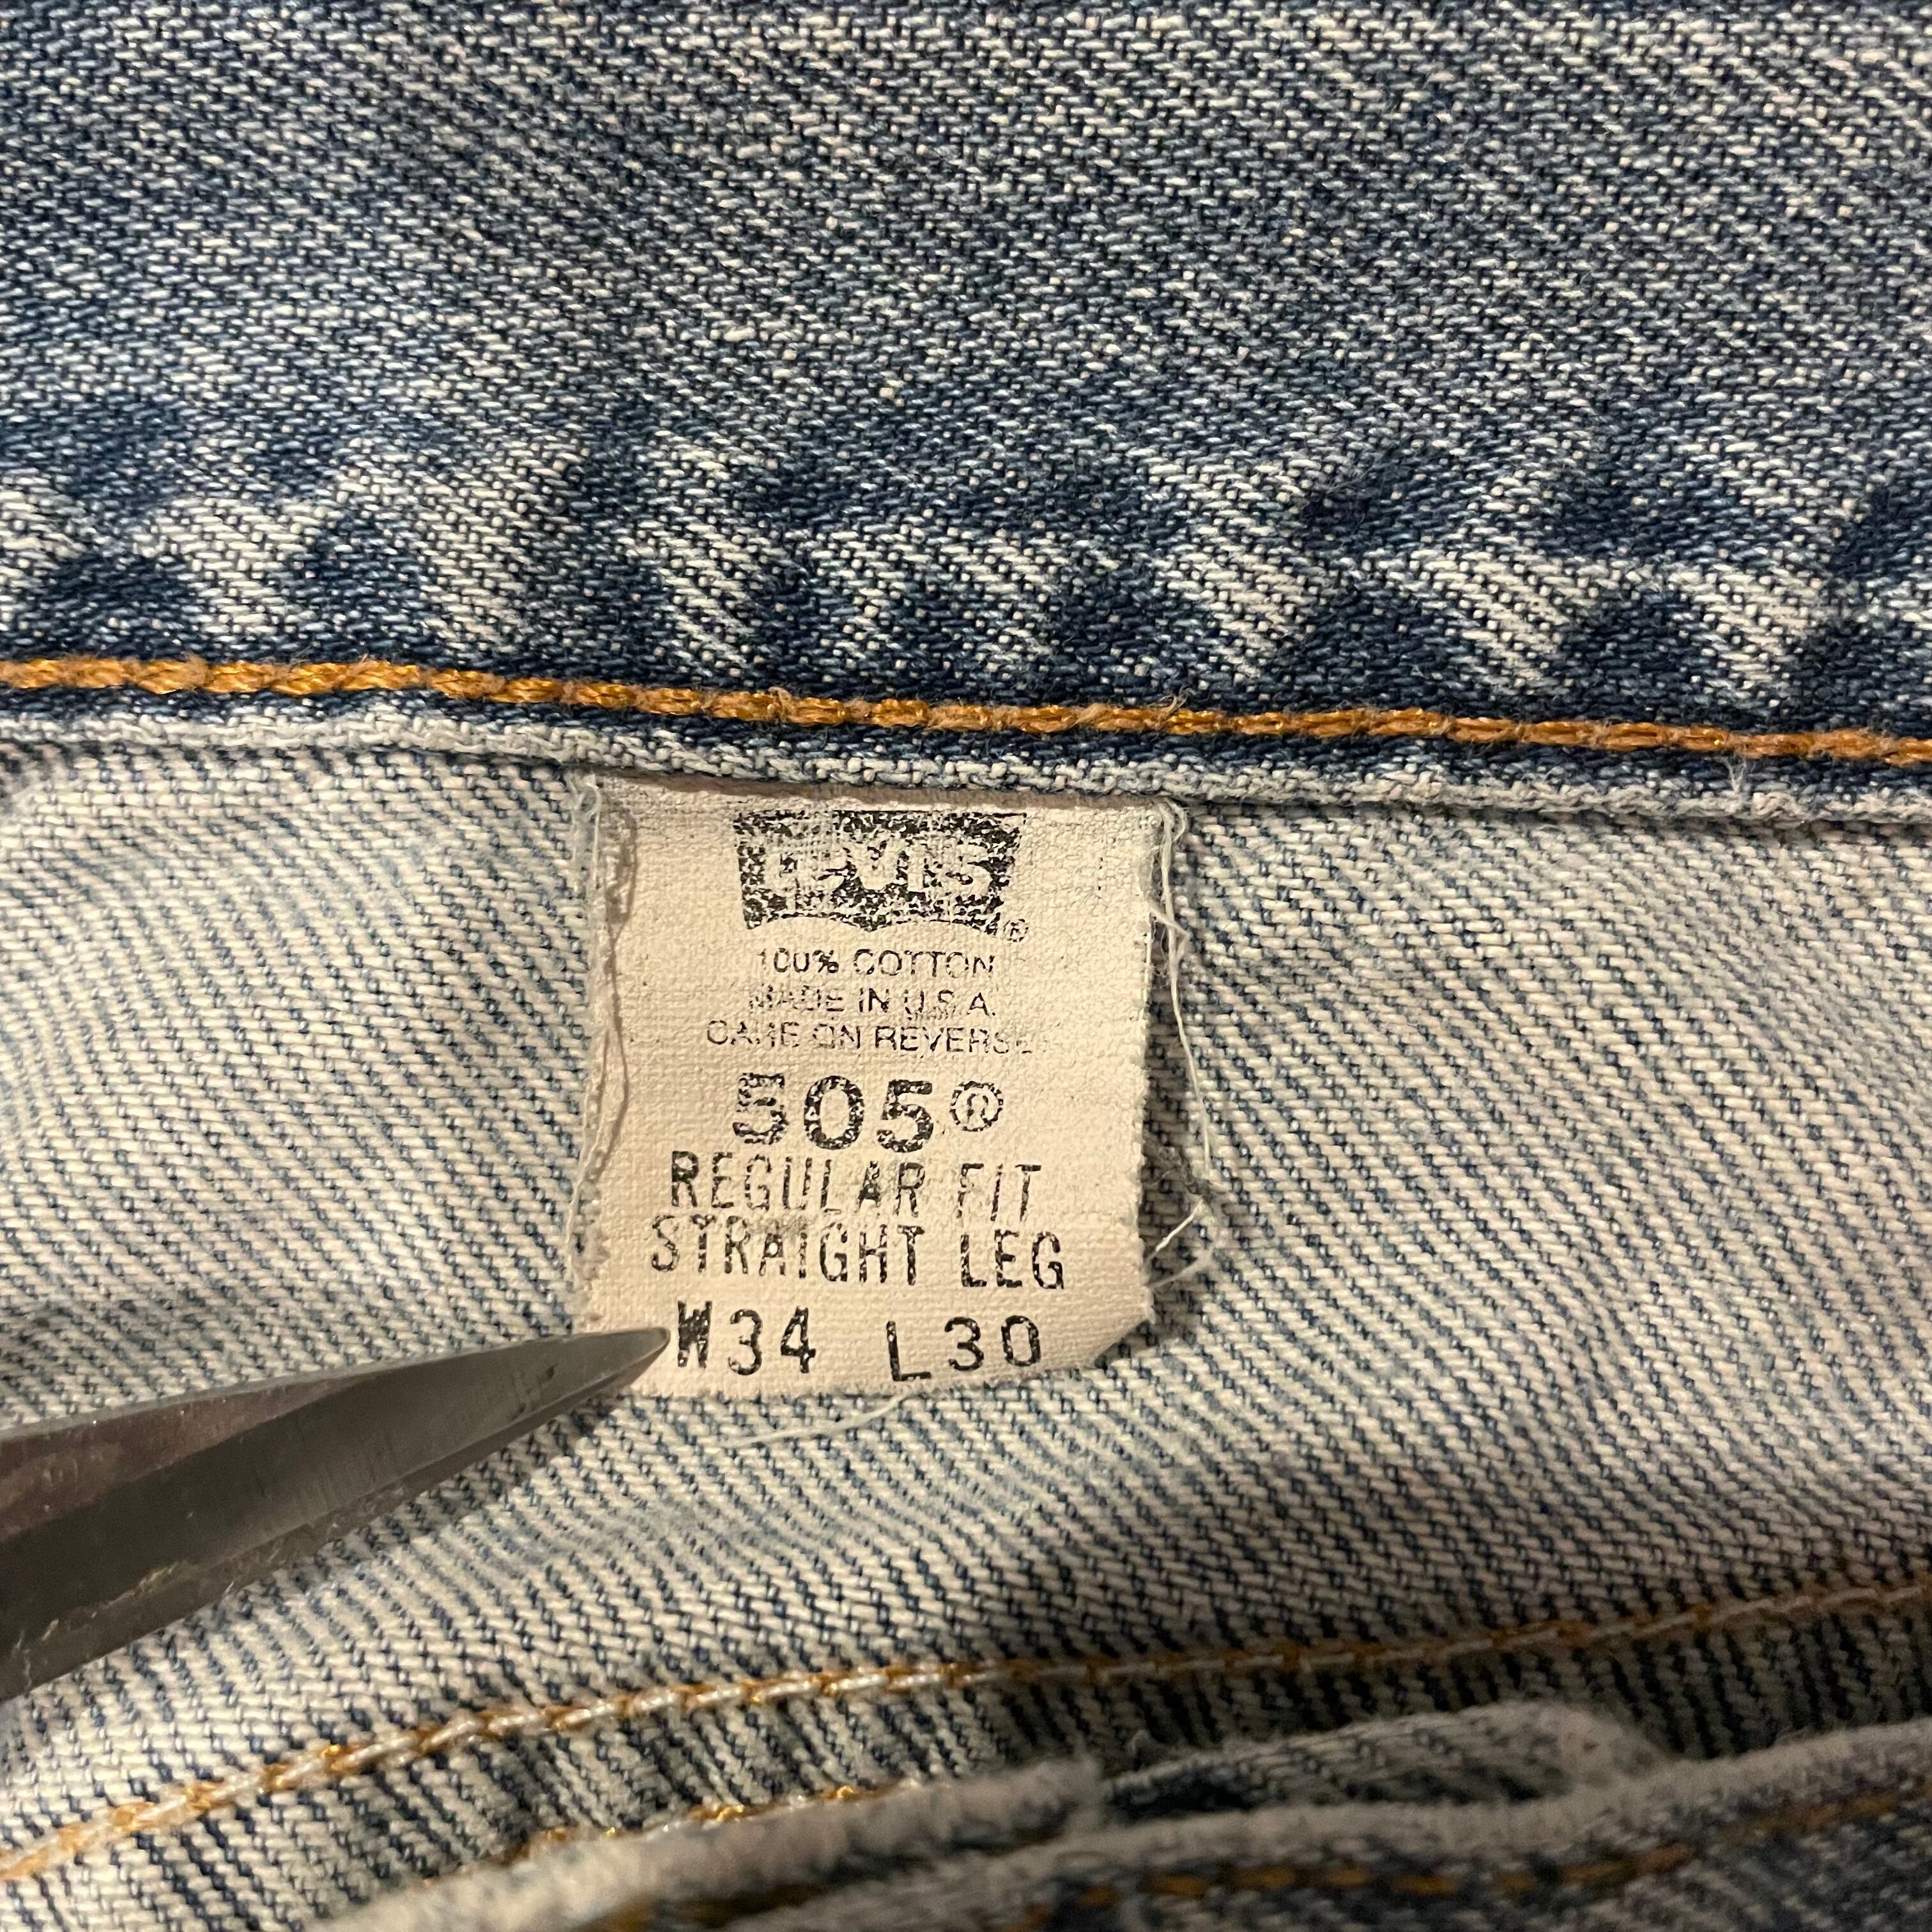 LEVI'S ®
100% COTTON
MADE IN U.S.A.
CARE ON REVERSE
505®
REGULAR FIT
STRAIGHT LEG
W34 L30